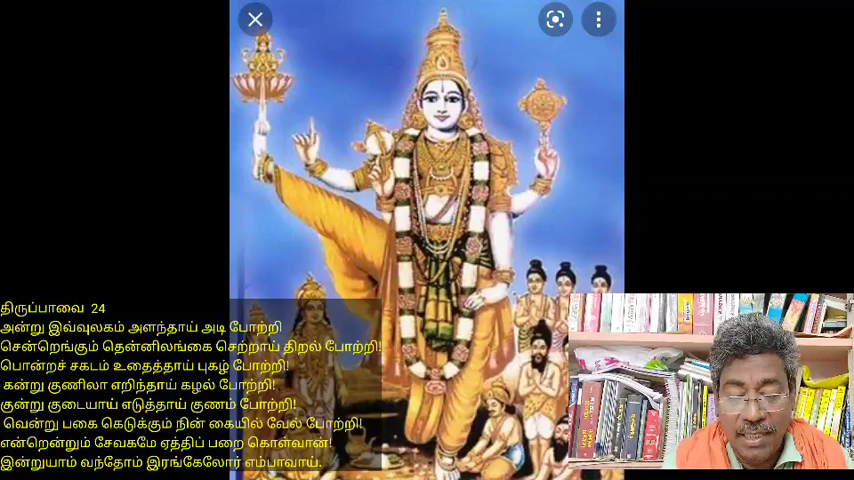 திருப்பாவை 24
அன்று இவ்வுலகம் அளந்தாய் அடி போற்றி
சென்றெங்கும் தென்னிலங்கை செற்றாய் திறல் போற்றி!
பொன்றச் சகடம் உதைத்தாய் புகழ் போற்றி!
கன்று குணிலா எறிந்தாய் கழல் போற்றி!
குன்று குடையாய் எடுத்தாய் குணம் போற்றி!
வென்று பகை கெடுக்கும் நின் கையில் வேல் போற்றி!
என்றென்றும் சேவகமே ஏத்திப் பறை கொள்வான்!
இன்றுயாம் வந்தோம் இரங்கேலோர் எம்பாவாய்.